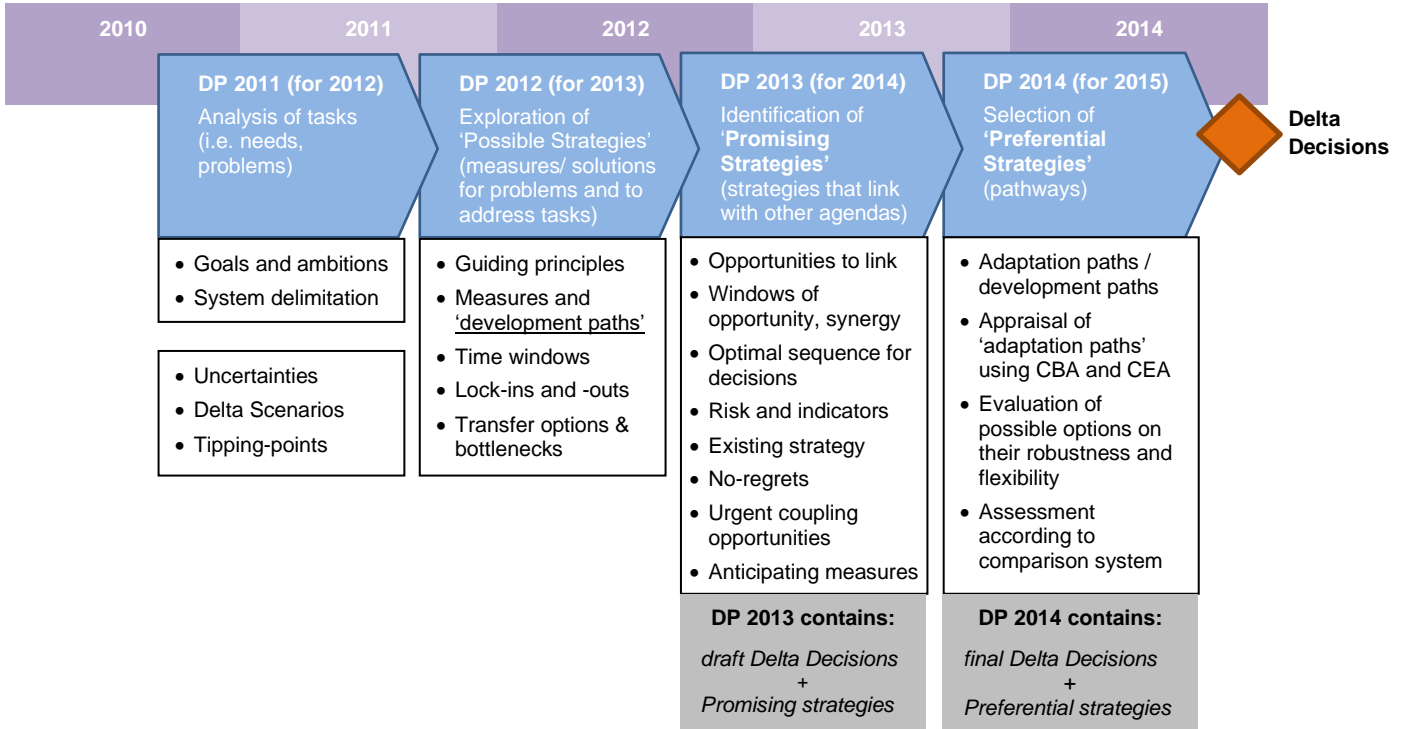 2010
2011
2012
2013
2014
DP 2011 (for 2012)
Analysis of tasks
(i.e. needs,
problems)
DP 2012 (for 2013)
Exploration of
‘Possible Strategies’
(measures/ solutions
for problems and to
address tasks)
DP 2013 (for 2014)
Identification of
‘Promising
Strategies’
(strategies that link
with other agendas)
DP 2014 (for 2015)
Selection of
‘Preferential
Strategies’
(pathways)
Delta
Decisions
• Goals and ambitions
• System delimitation
• Uncertainties
• Delta Scenarios
• Tipping-points
• Guiding principles
• Measures and
‘development paths’
• Time windows
• Lock-ins and -outs
• Transfer options &
bottlenecks
• Opportunities to link
• Windows of
opportunity, synergy
• Optimal sequence for
decisions
• Risk and indicators
• Existing strategy
• No-regrets
• Urgent coupling
opportunities
• Anticipating measures
• Adaptation paths /
development paths
• Appraisal of
‘adaptation paths’
using CBA and CEA
• Evaluation of
possible options on
their robustness and
flexibility
• Assessment
according to
comparison system
DP 2013 contains:
draft Delta Decisions
+
Promising strategies
DP 2014 contains:
final Delta Decisions
+
Preferential strategies